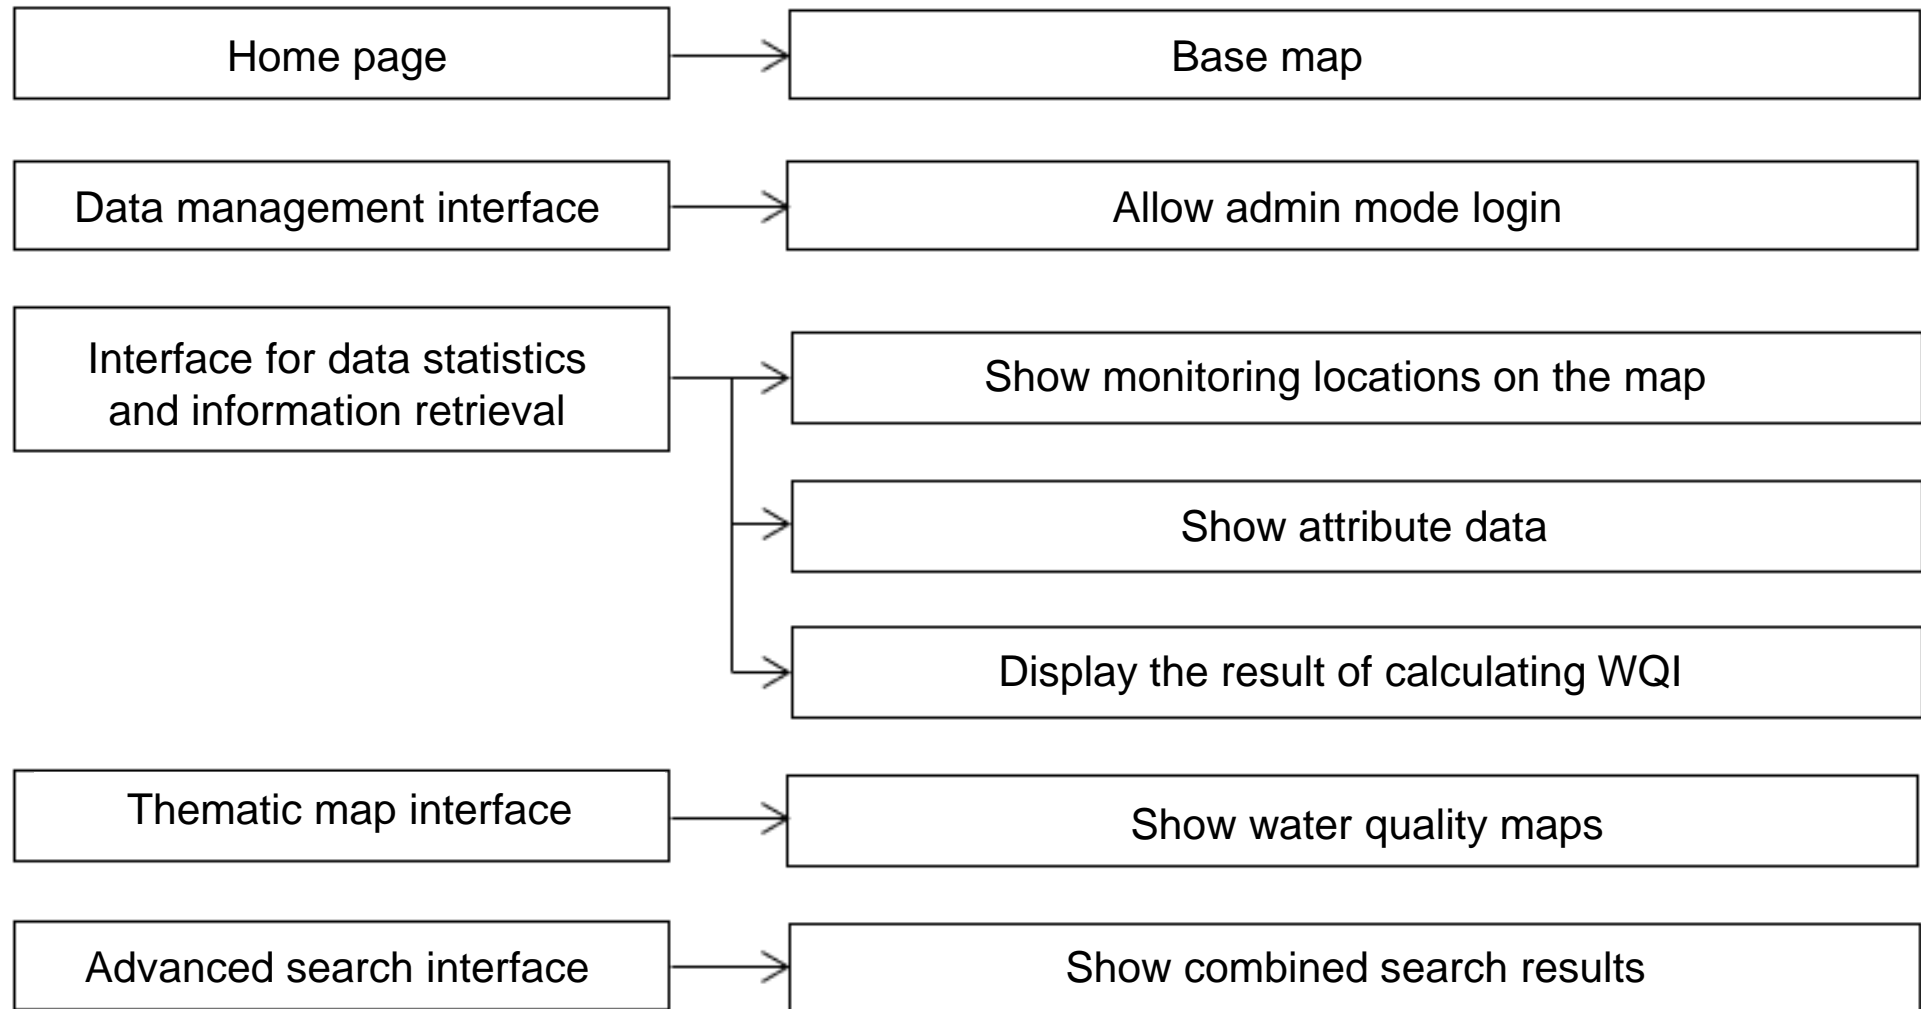 Home page
Base map
Data management interface
Allow admin mode login
Interface for data statistics
and information retrieval
Show monitoring locations on the map
Show attribute data
Display the result of calculating WQI
Thematic map interface
Show water quality maps
Advanced search interface
Show combined search results